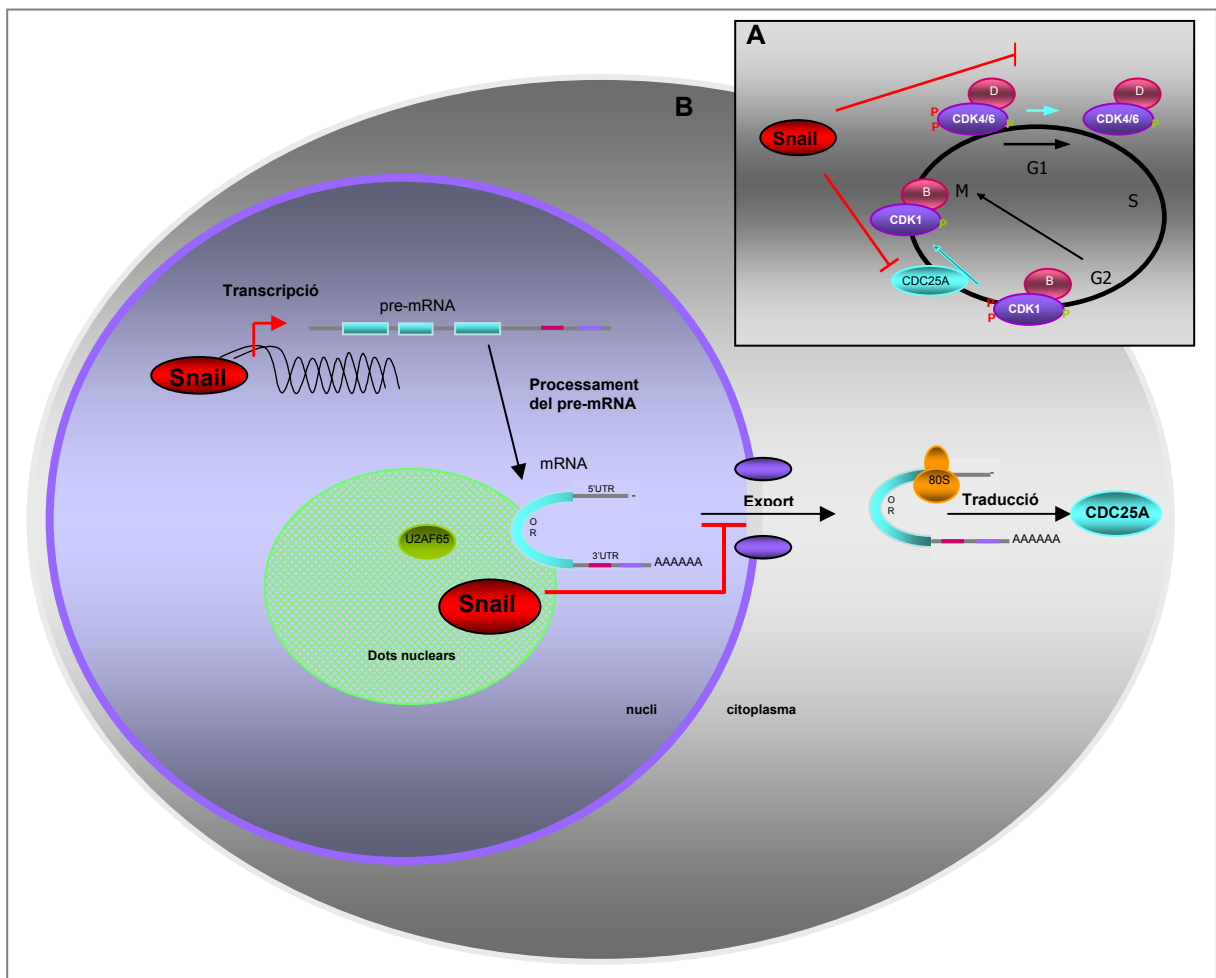 A
D
CDK4/6
P
P
P
D
CDK4/6
P
Snail
G1
B
M
CDK1
P
S
G2
CDC25A
B
CDK1
P
P
P
B
Transcripció
pre-mRNA
Snail
Processament
del pre-mRNA
mRNA
5'UTR -
O
R
U2AF65
3'UTR
AAAAAA
Snail
Dots nuclears
Export
80S
-
O
R
Traducció
CDC25A
AAAAAA
nucli
citoplasma